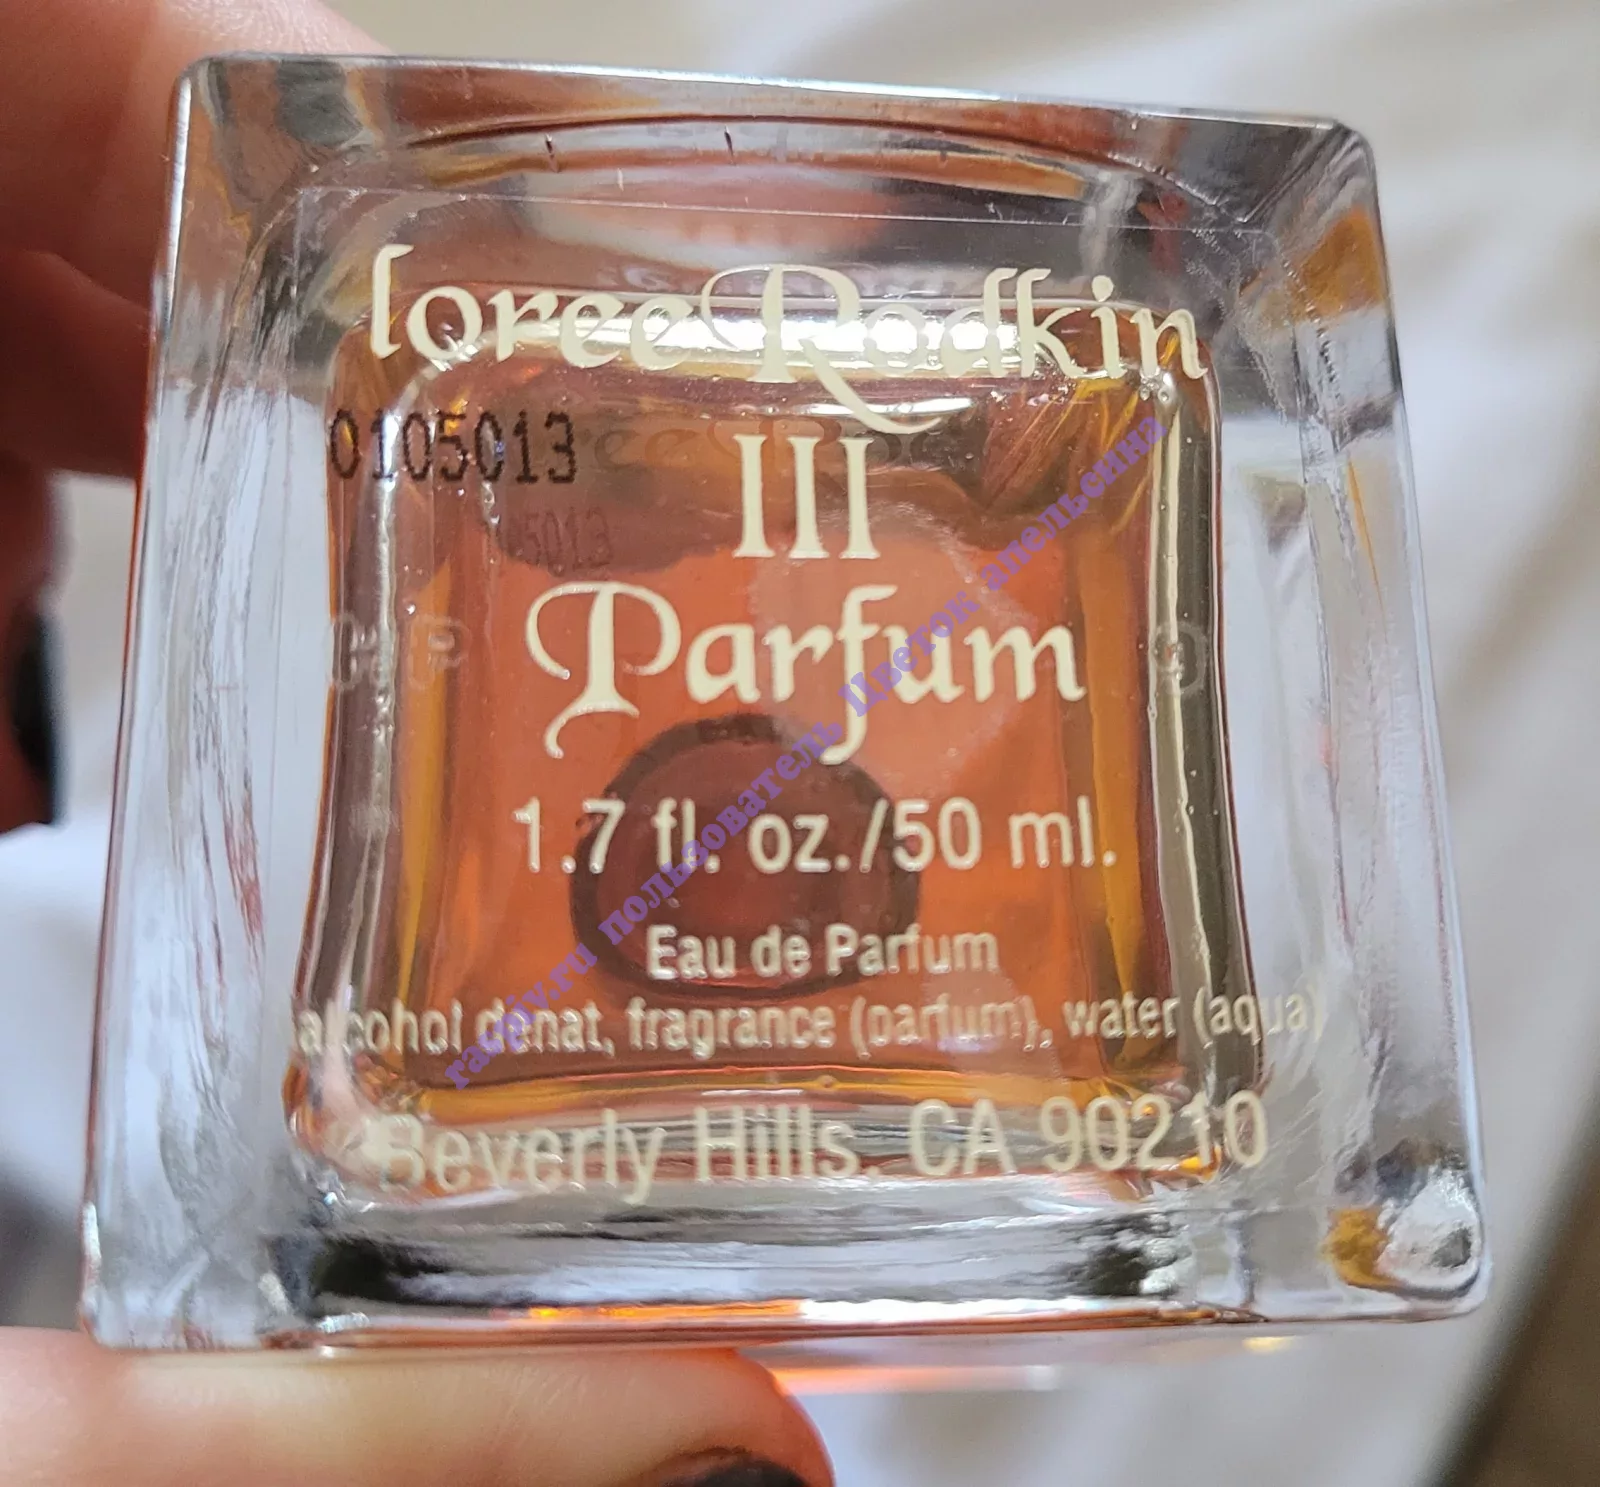 loree Rodkin
0105013
III
Parfum
1.7 fl. oz./50 ml.
Eau de Parfum
alcohol denat, fragrance (parfum), water (aqua)
Beverly Hills, CA 90210
raspiv.ru пользователь Цветок апельсина